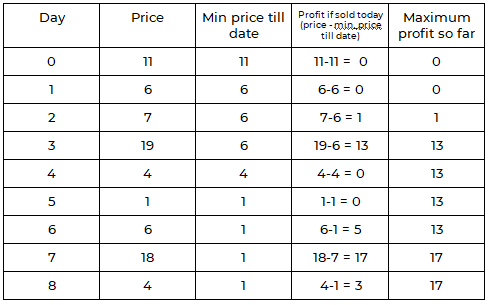 Day
Price
Min price till
date
Profit if sold today
(price - min. price
till date)
Maximum
profit so far
0 11 11 11-11 = 0 0
1 6 6 6-6 = 0 0
2 7 6 7-6 = 1 1
3 19 6 19-6 = 13 13
4 4 4 4-4 = 0 13
5 1 1 1-1 = 0 13
6 6 1 6-1 = 5 13
7 18 1 18-7 = 17 17
8 4 1 4-1 = 3 17